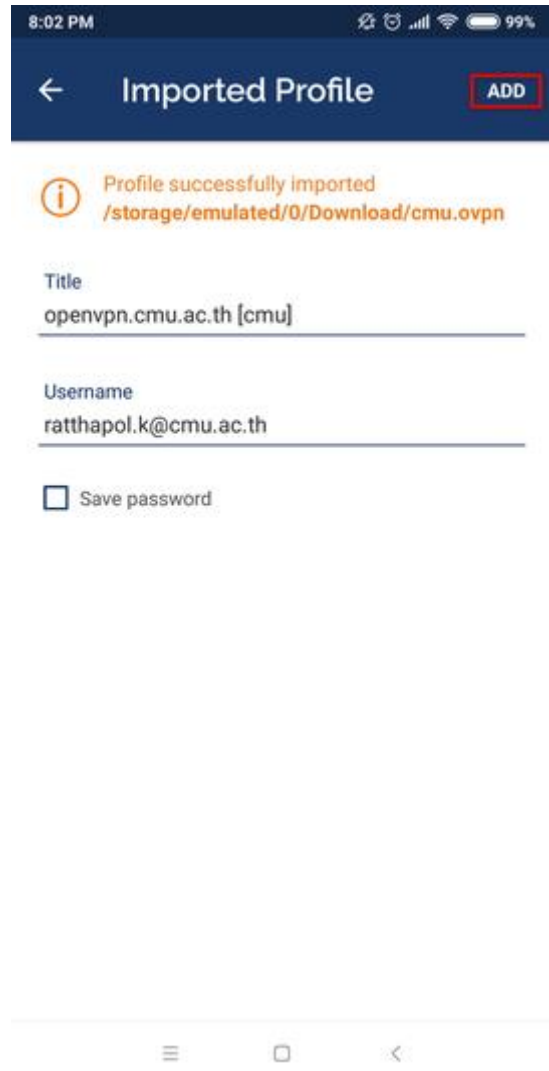 8:02 PM 99%
Imported Profile ADD
Profile successfully imported
/storage/emulated/0/Download/cmu.ovpn
Title
openvpn.cmu.ac.th [cmu]
Username
ratthapol.k@cmu.ac.th
Save password